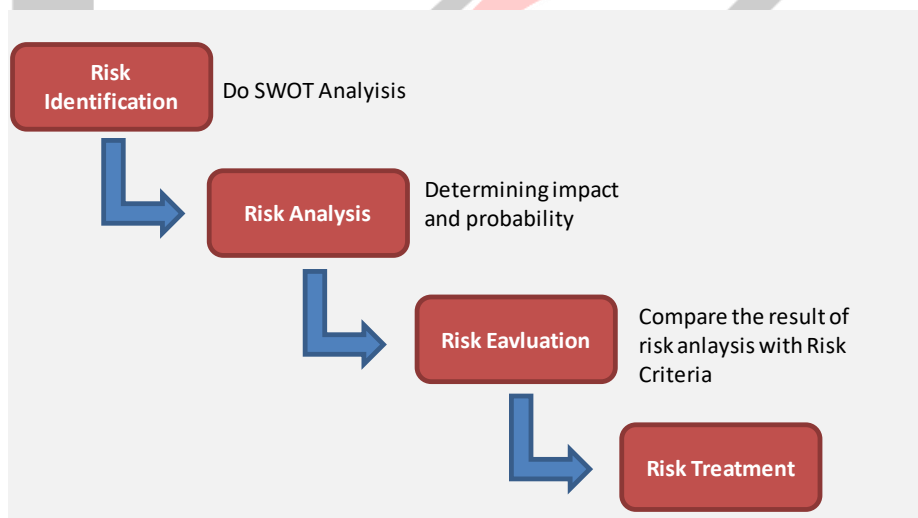 Risk
Identification
Do SWOT Analyisis
Risk Analysis
Determining impact
and probability
Risk Eavluation
Compare the result of
risk anlaysis with Risk
Criteria
Risk Treatment